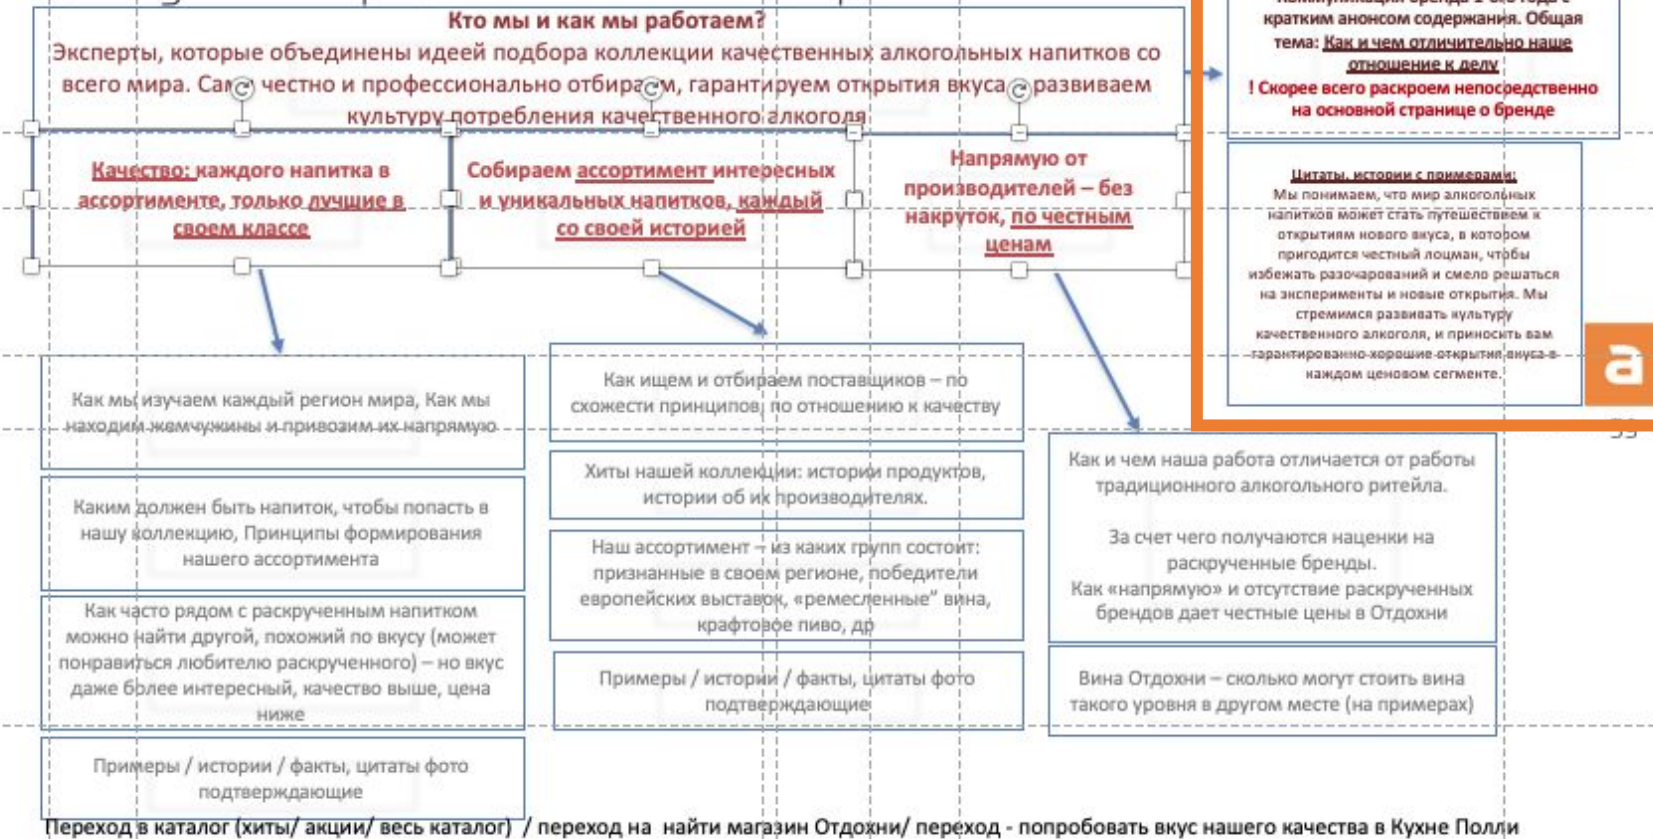 Кто мы и как мы работаем?
Эксперты, которые объединены идеей подбора коллекции качественных алкогольных напитков со
всего мира. честно и профессионально гарантируем открытия вкуса развиваем
культуру потребления качественного алкоголя
кратким анонсом содержания. Общая
тема: Как и чем отличительно наше
отношение к делу
! Скорее всего раскроем непосредственно
на основной странице о бренде
Качество: каждого напитка в
ассортименте, только лучшие в
своем классе
Собираем ассортимент интересных
и уникальных напитков, каждый
со своей историей
Напрямую от
производителей – без
накруток, по честным
ценам
Цитаты, истории с примерами:
Мы понимаем, что мир алкогольных
напитков может стать путешествием к
открытиям нового вкуса, в котором
пригодится честный лоцман, чтобы
избежать разочарований и смело решаться
на эксперименты и новые открытия. Мы
стремимся развивать культуру
качественного алкоголя, и приносить вам
гарантированно хорошие открытия вкуса в
каждом ценовом сегменте.
a
Как мы изучаем каждый регион мира, Как мы
находим жемчужины и привозим их напрямую
Каким должен быть напиток, чтобы попасть в
нашу коллекцию, Принципы формирования
нашего ассортимента
Как часто рядом с раскрученным напитком
можно найти другой, похожий по вкусу (может
понравиться любителю раскрученного) – но вкус
даже более интересный, качество выше, цена
ниже
Примеры / истории / факты, цитаты фото
подтверждающие
Как ищем и отбираем поставщиков – по
схожести принципов, по отношению к качеству
Хиты нашей коллекции: истории продуктов,
истории об их производителях.
Наш ассортимент – из каких групп состоит:
признанные в своем регионе, победители
европейских выставок, «ремесленные” вина,
крафтовое пиво, др
Примеры / истории / факты, цитаты фото
подтверждающие
Как и чем наша работа отличается от работы
традиционного алкогольного ритейла.
За счет чего получаются наценки на
раскрученные бренды.
Как «напрямую» и отсутствие раскрученных
брендов дает честные цены в Отдохни
Вина Отдохни – сколько могут стоить вина
такого уровня в другом месте (на примерах)
Переход в каталог (хиты/ акции/ весь каталог) / переход на найти магазин Отдохни/ переход - попробовать вкус нашего качества в Кухне Полли